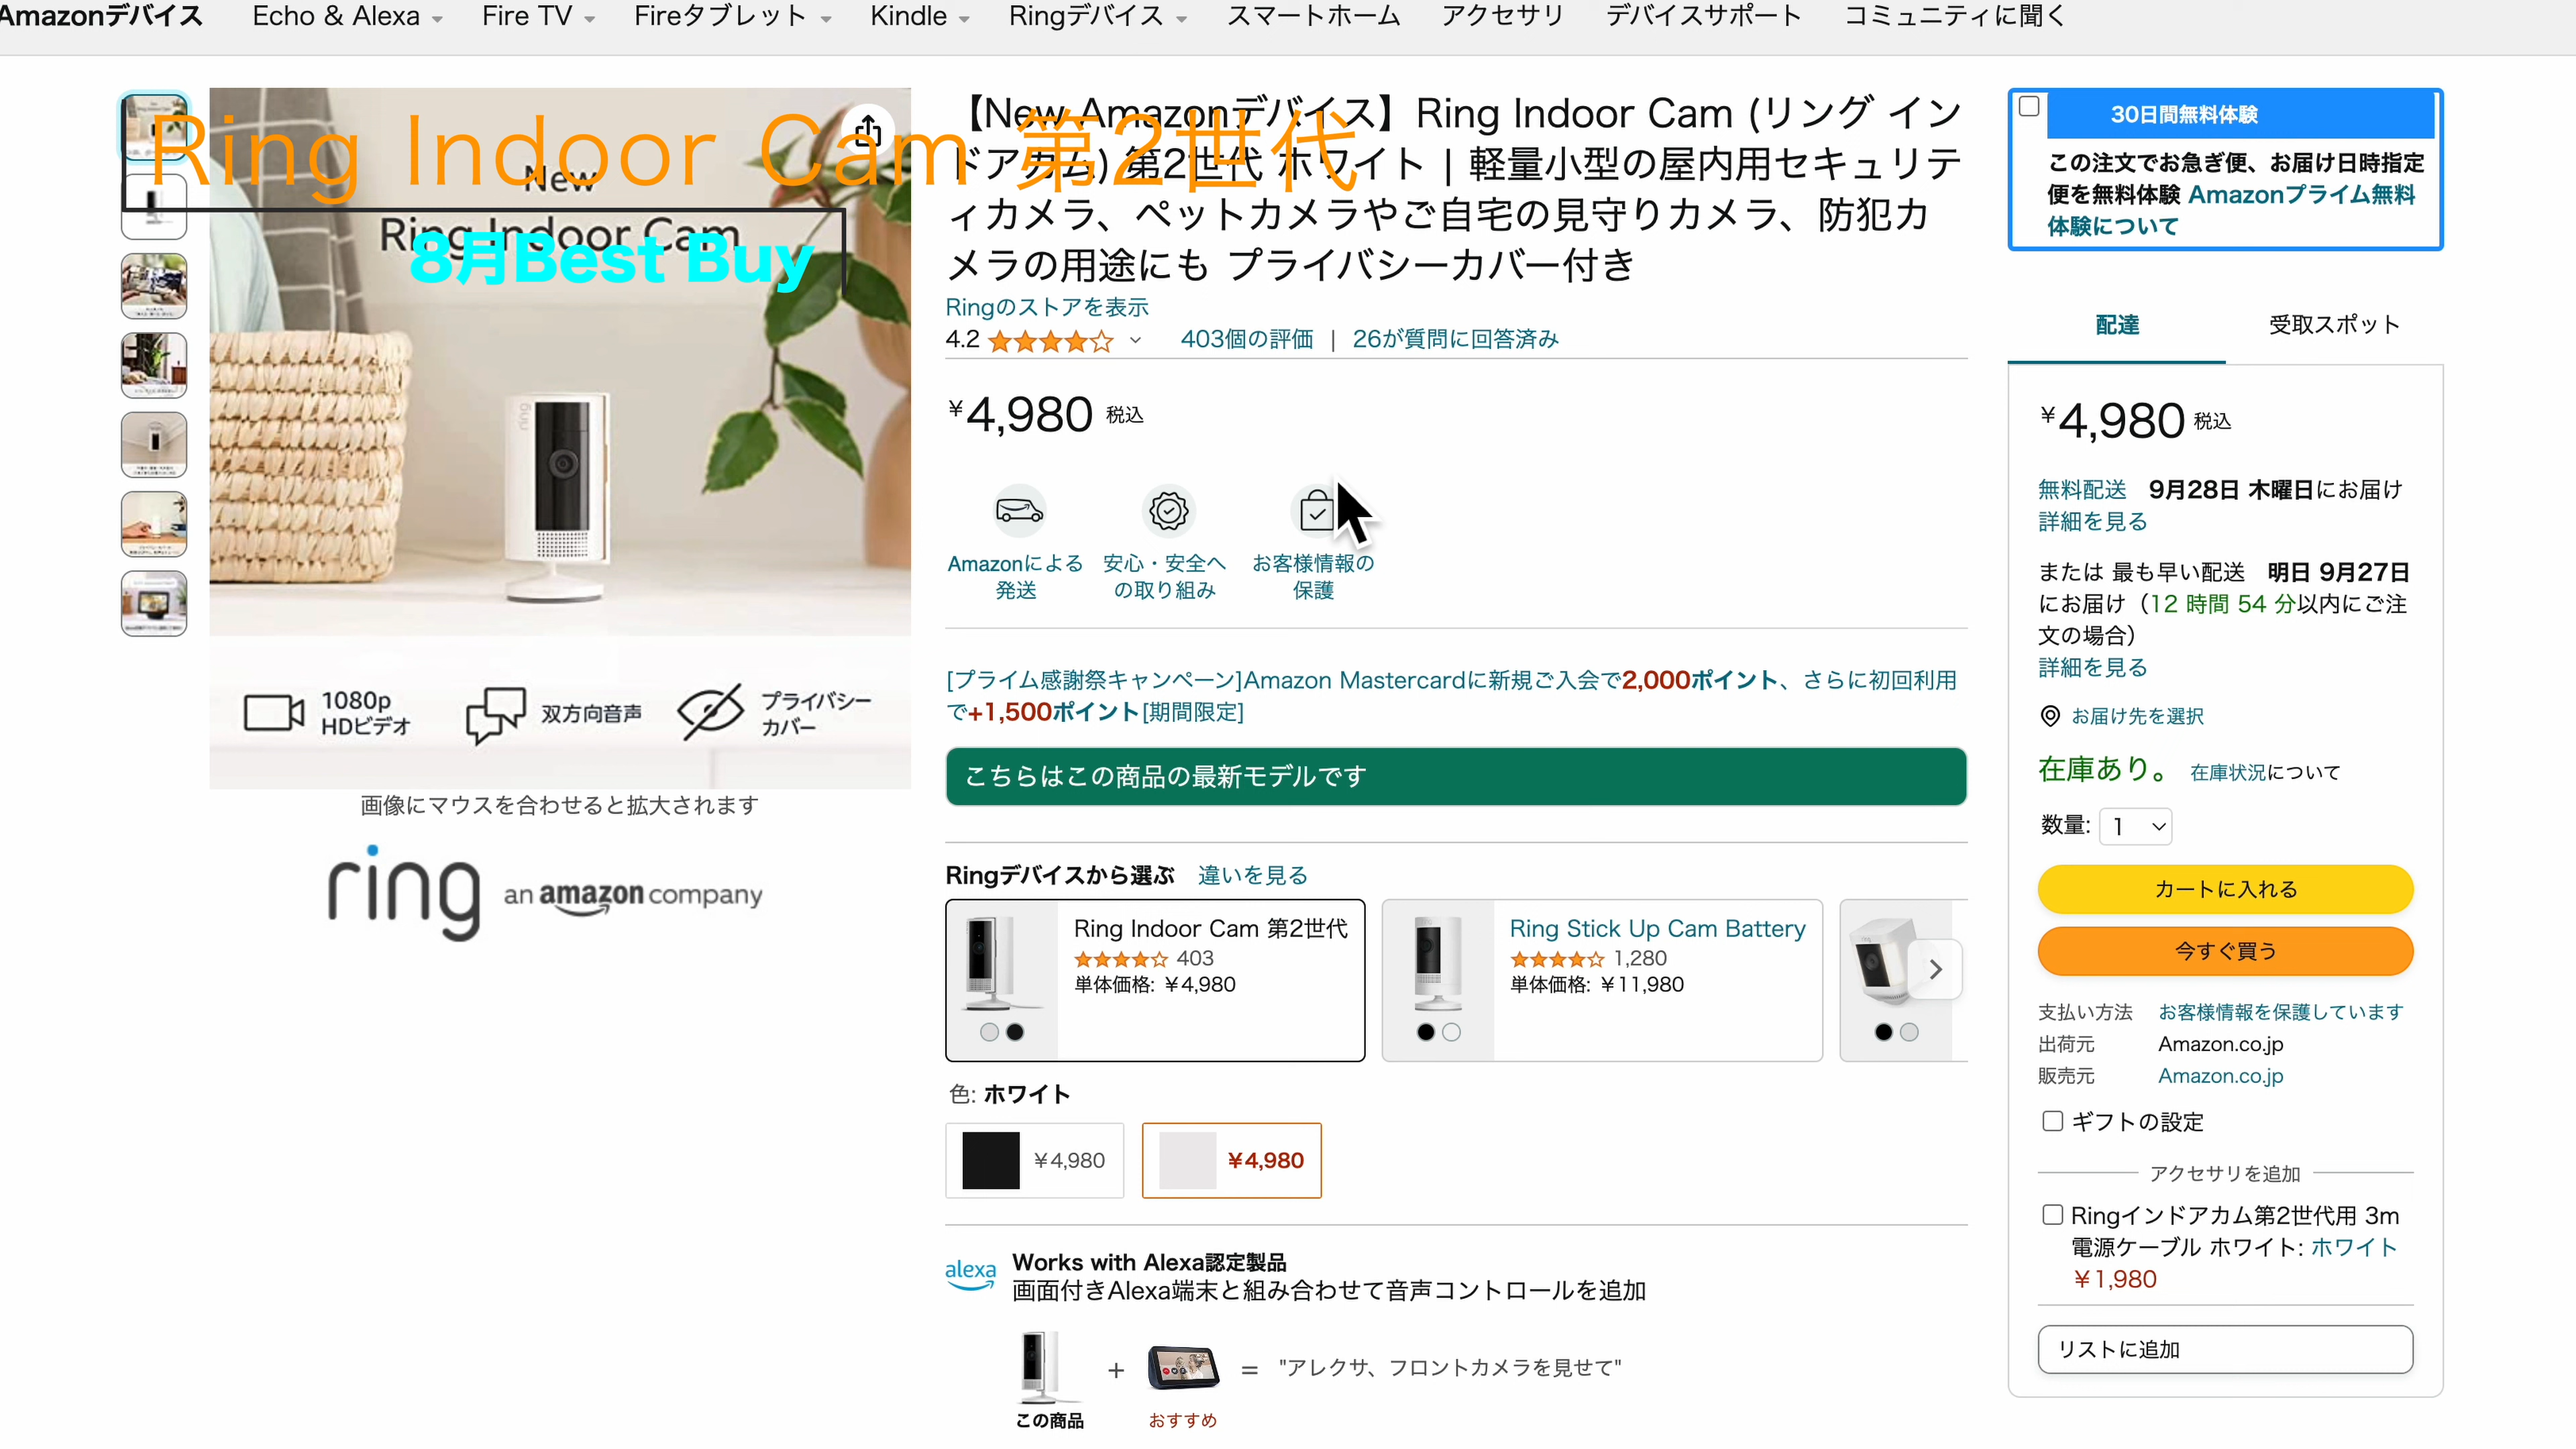 Amazonデバイス Echo & Alexa Fire TV Fireタブレット Kindle Ringデバイス スマートホーム アクセサリ デバイスサポート コミュニティに聞く
Ring Indoor Cam 第2世代
8月Best Buy
New
Ring Indoor Cam
ring
1080p
HDビデオ
双方向音声
プライバシー
カバー
画像にマウスを合わせると拡大されます
ring an amazon company
【New Amazonデバイス】Ring Indoor Cam (リング イン
ドアカム) 第2世代 ホワイト | 軽量小型の屋内用セキュリテ
ィカメラ、ペットカメラやご自宅の見守りカメラ、防犯カ
メラの用途にも プライバシーカバー付き
Ringのストアを表示
4.2 403個の評価 | 26が質問に回答済み
¥4,980 税込
Amazonによる
発送
安心・安全へ
の取り組み
お客様情報の
保護
[プライム感謝祭キャンペーン]Amazon Mastercardに新規ご入会で2,000ポイント、さらに初回利用
で+1,500ポイント[期間限定]
こちらはこの商品の最新モデルです
Ringデバイスから選ぶ 違いを見る
Ring Indoor Cam 第2世代
403
単体価格: ¥4,980
Ring Stick Up Cam Battery
1,280
単体価格: ¥11,980
色: ホワイト
¥4,980
¥4,980
alexa
Works with Alexa認定製品
画面付きAlexa端末と組み合わせて音声コントロールを追加
+ = "アレクサ、フロントカメラを見せて"
この商品 おすすめ
30日間無料体験
この注文でお急ぎ便、お届け日時指定
便を無料体験 Amazonプライム無料
体験について
配達 受取スポット
¥4,980 税込
無料配送 9月28日 木曜日にお届け
詳細を見る
または 最も早い配送 明日 9月27日
にお届け（12 時間 54 分以内にご注
文の場合）
詳細を見る
お届け先を選択
在庫あり。 在庫状況について
数量: 1
カートに入れる
今すぐ買う
支払い方法 お客様情報を保護しています
出荷元 Amazon.co.jp
販売元 Amazon.co.jp
ギフトの設定
アクセサリを追加
Ringインドアカム第2世代用 3m
電源ケーブル ホワイト: ホワイト
¥1,980
リストに追加